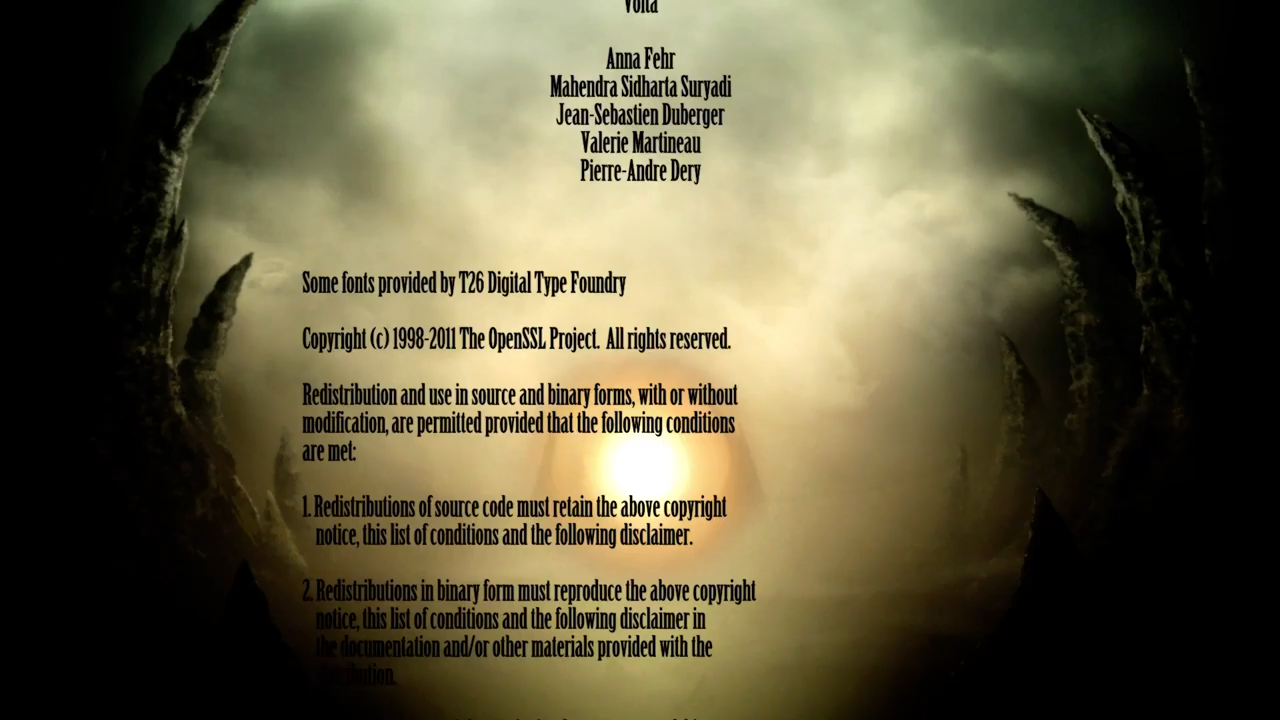 Volta
Anna Fehr
Mahendra Sidharta Suryadi
Jean-Sebastien Duberger
Valerie Martineau
Pierre-Andre Dery
Some fonts provided by T26 Digital Type Foundry
Copyright (c) 1998-2011 The OpenSSL Project.  All rights reserved.
Redistribution and use in source and binary forms, with or without
modification, are permitted provided that the following conditions
are met:
1. Redistributions of source code must retain the above copyright
notice, this list of conditions and the following disclaimer.
2. Redistributions in binary form must reproduce the above copyright
notice, this list of conditions and the following disclaimer in
the documentation and/or other materials provided with the
distribution.